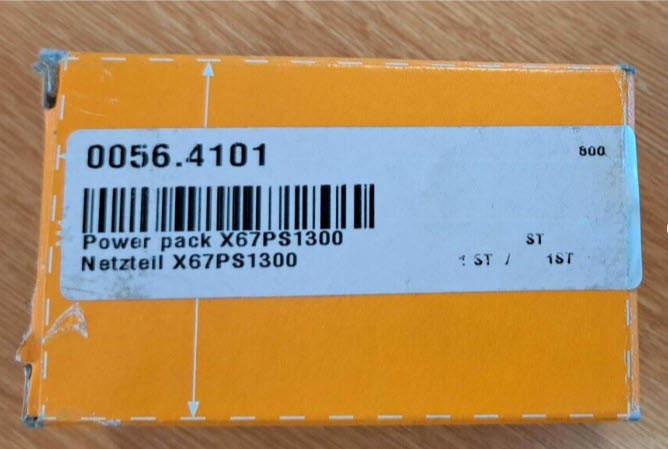 0056.4101 800
Power pack X67PS1300 ST
Netzteil X67PS1300 1 ST / 1ST